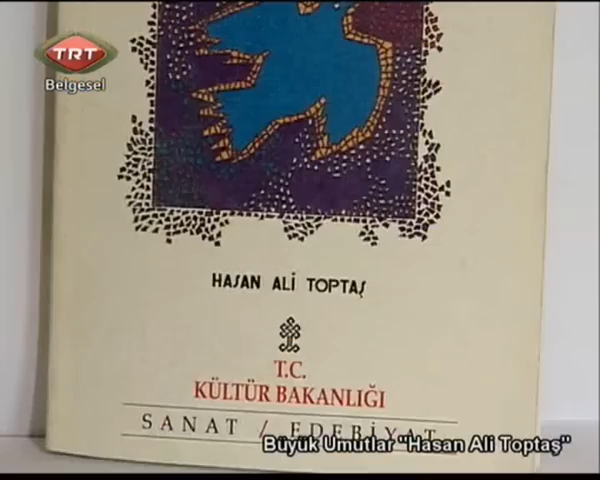 TRT
Belgesel
HASAN ALİ TOPTAŞ
T.C.
KÜLTÜR BAKANLIĞI
SANAT / EDEBİYAT
Büyük Umutlar "Hasan Ali Toptaş"